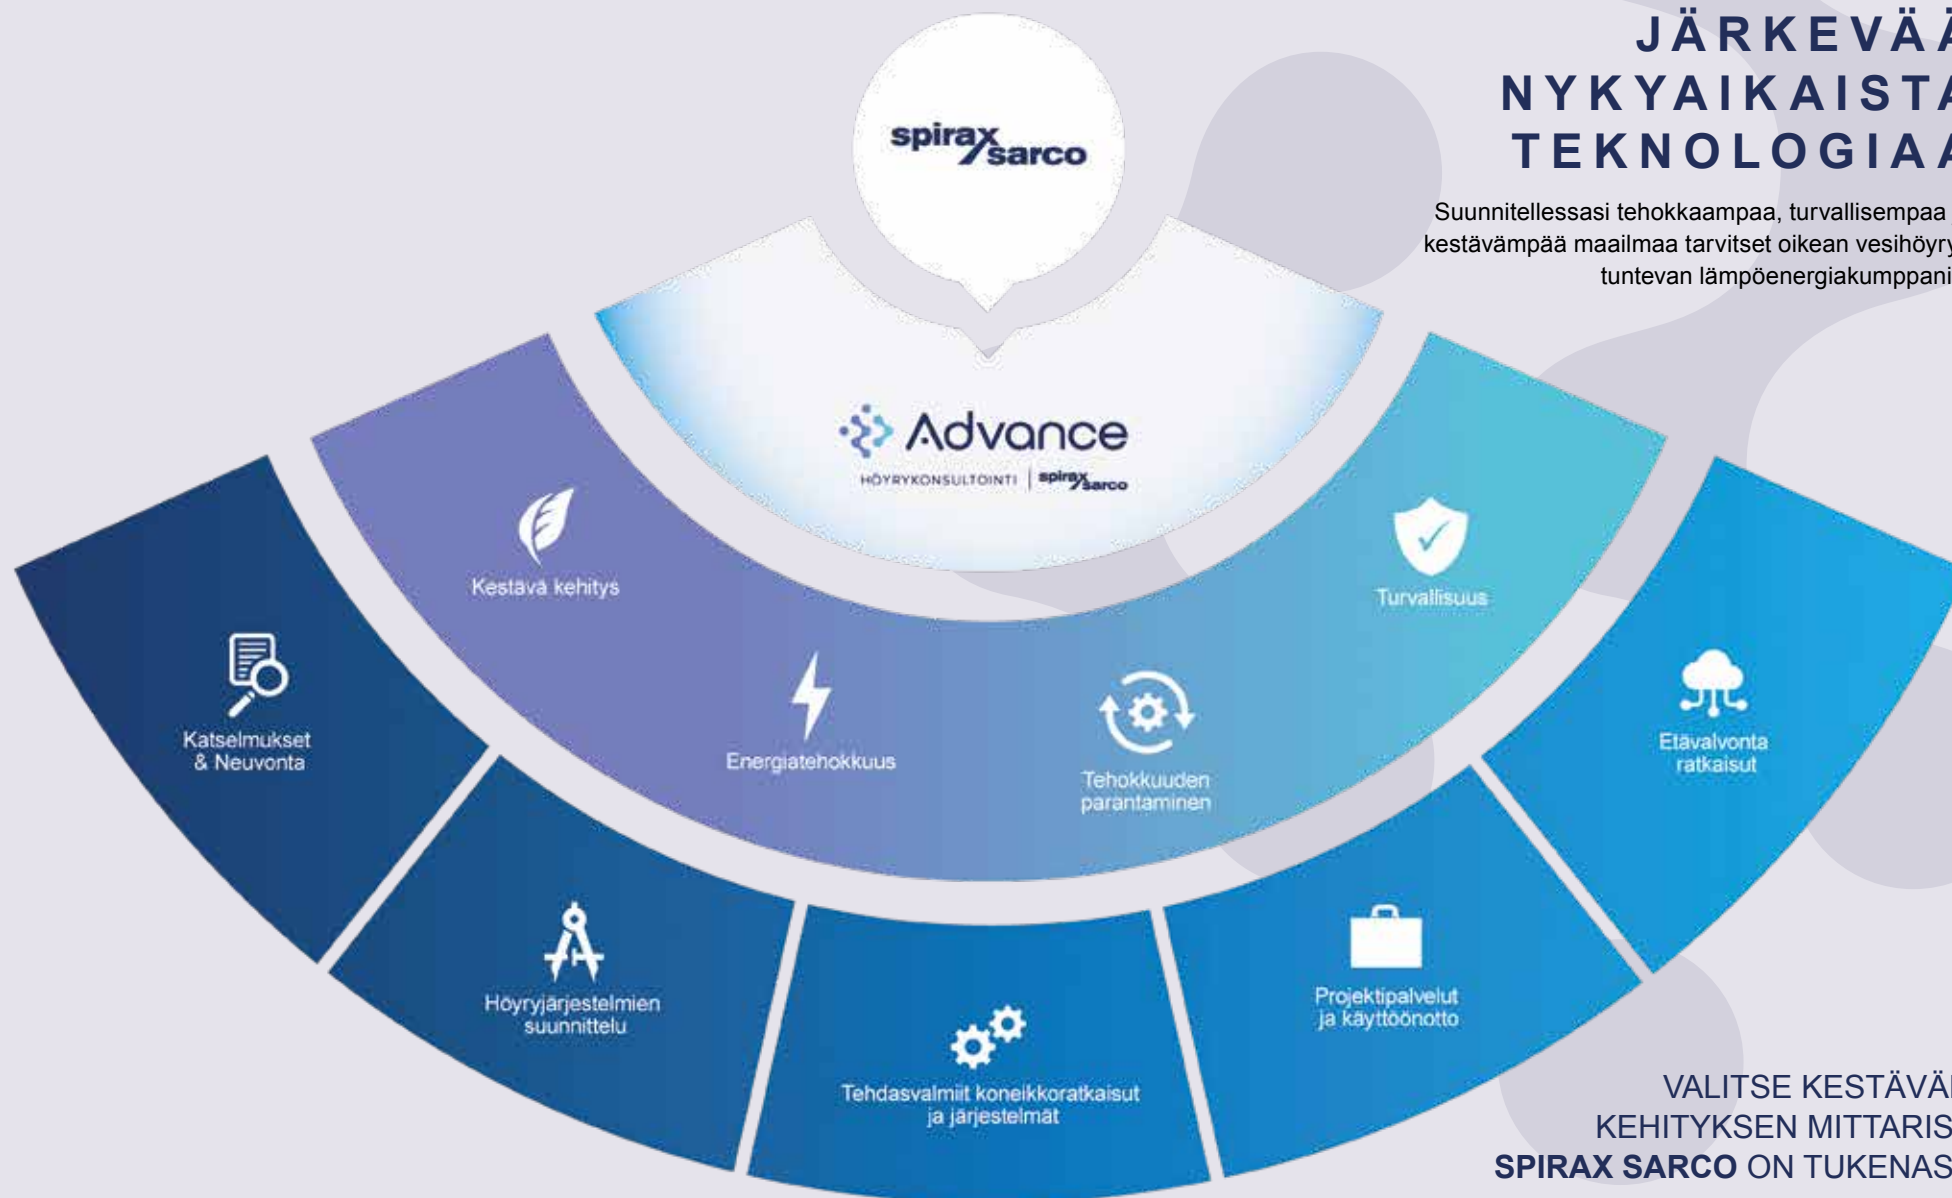 spirax sarco
JÄRKEVÄÄ
NYKYAIKAISTA
TEKNOLOGIAA
Suunnitellessasi tehokkaampaa, turvallisempaa
kestävämpää maailmaa tarvitset oikean vesihöyry
tuntevan lämpöenergiakumppani
Advance
HÖYRYKONSULTOINTI | spirax sarco
Kestävä kehitys
Energiatehokkuus
Tehokkuuden
parantaminen
Turvallisuus
Katselmukset
& Neuvonta
Höyryjärjestelmien
suunnittelu
Tehdasvalmiit koneikkoratkaisut
ja järjestelmät
Projektipalvelut
ja käyttöönotto
Etävalvonta
ratkaisut
VALITSE KESTÄVÄN
KEHITYKSEN MITTARIS
SPIRAX SARCO ON TUKENAS